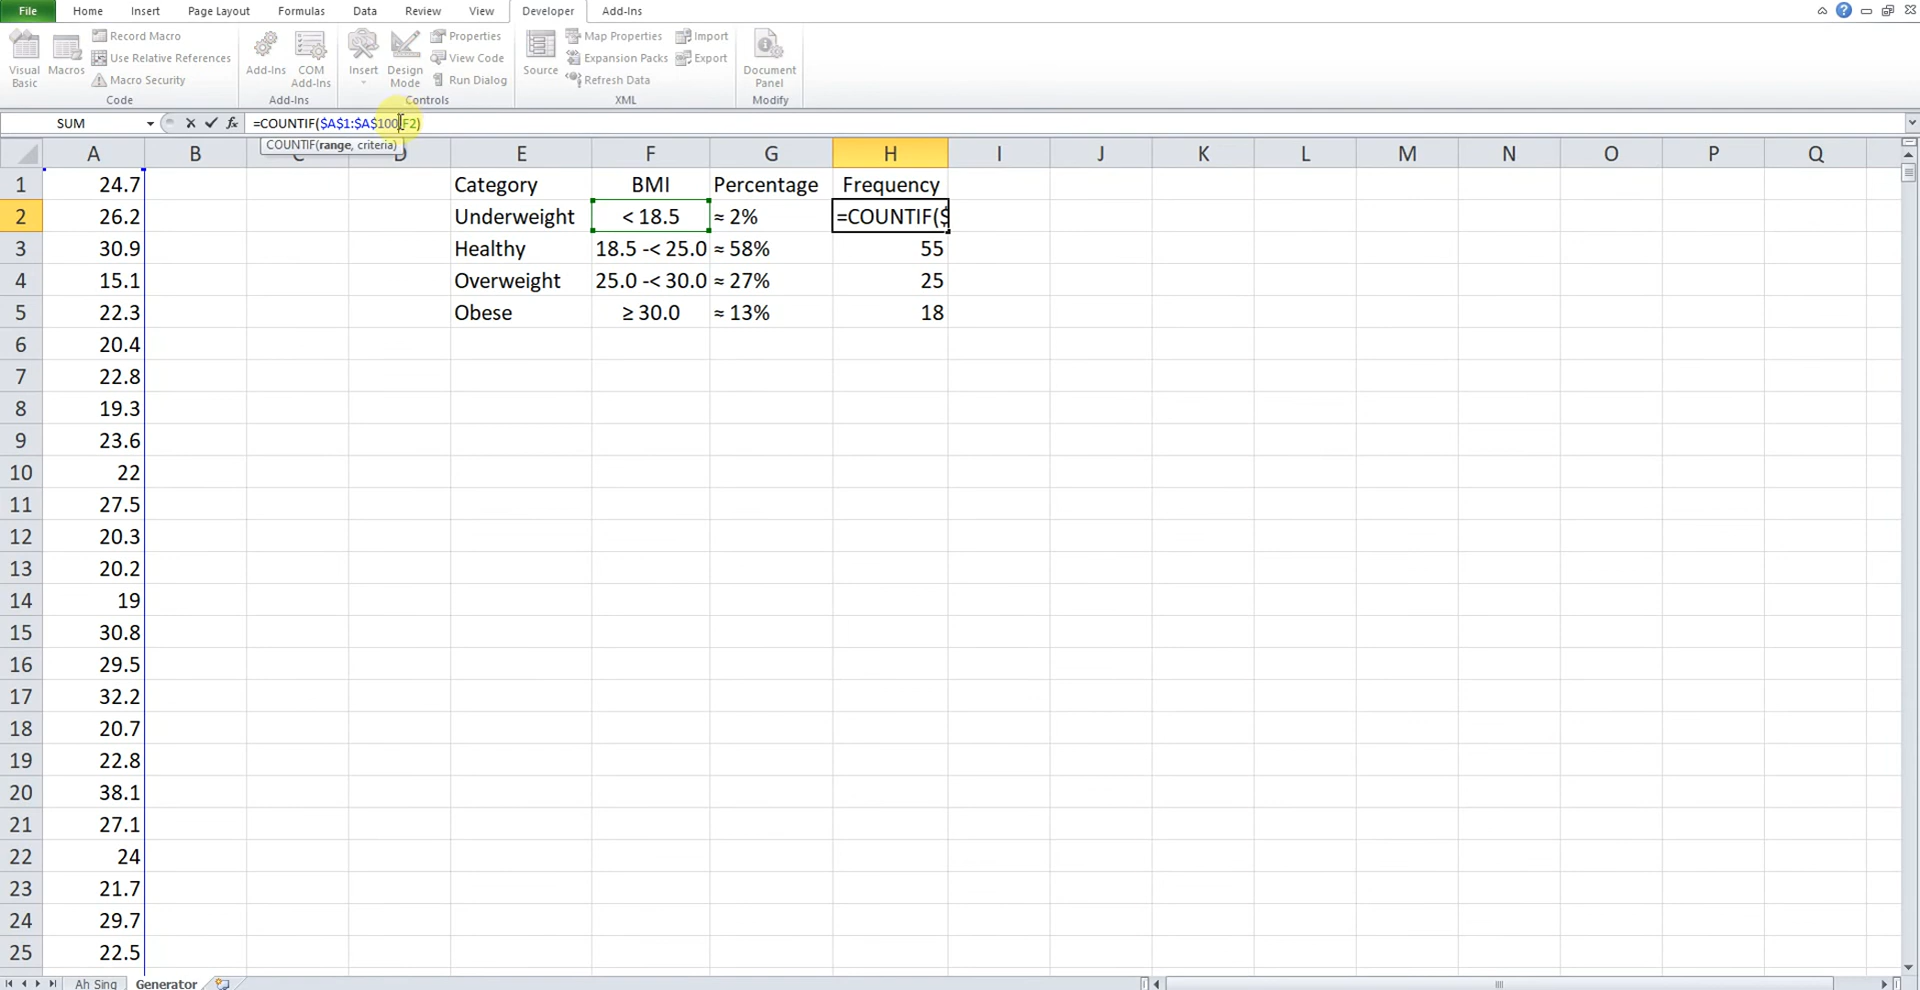 File Home Insert Page Layout Formulas Data Review View Developer Add-Ins
Visual Basic
Macros
Record Macro
Use Relative References
Macro Security
Code
Add-Ins
COM Add-Ins
Add-Ins
Insert
Design Mode
Properties
View Code
Run Dialog
Controls
Source
Map Properties
Expansion Packs
Refresh Data
Import
Export
XML
Document Panel
Modify
SUM fx =COUNTIF($A$1:$A$100,F2)
COUNTIF(range, criteria)
A B C D E F G H I J K L M N O P Q
1 24.7 Category BMI Percentage Frequency
2 26.2 Underweight < 18.5 ≈ 2% =COUNTIF($
3 30.9 Healthy 18.5 -< 25.0 ≈ 58% 55
4 15.1 Overweight 25.0 -< 30.0 ≈ 27% 25
5 22.3 Obese ≥ 30.0 ≈ 13% 18
6 20.4
7 22.8
8 19.3
9 23.6
10 22
11 27.5
12 20.3
13 20.2
14 19
15 30.8
16 29.5
17 32.2
18 20.7
19 22.8
20 38.1
21 27.1
22 24
23 21.7
24 29.7
25 22.5
Ah Sing Generator